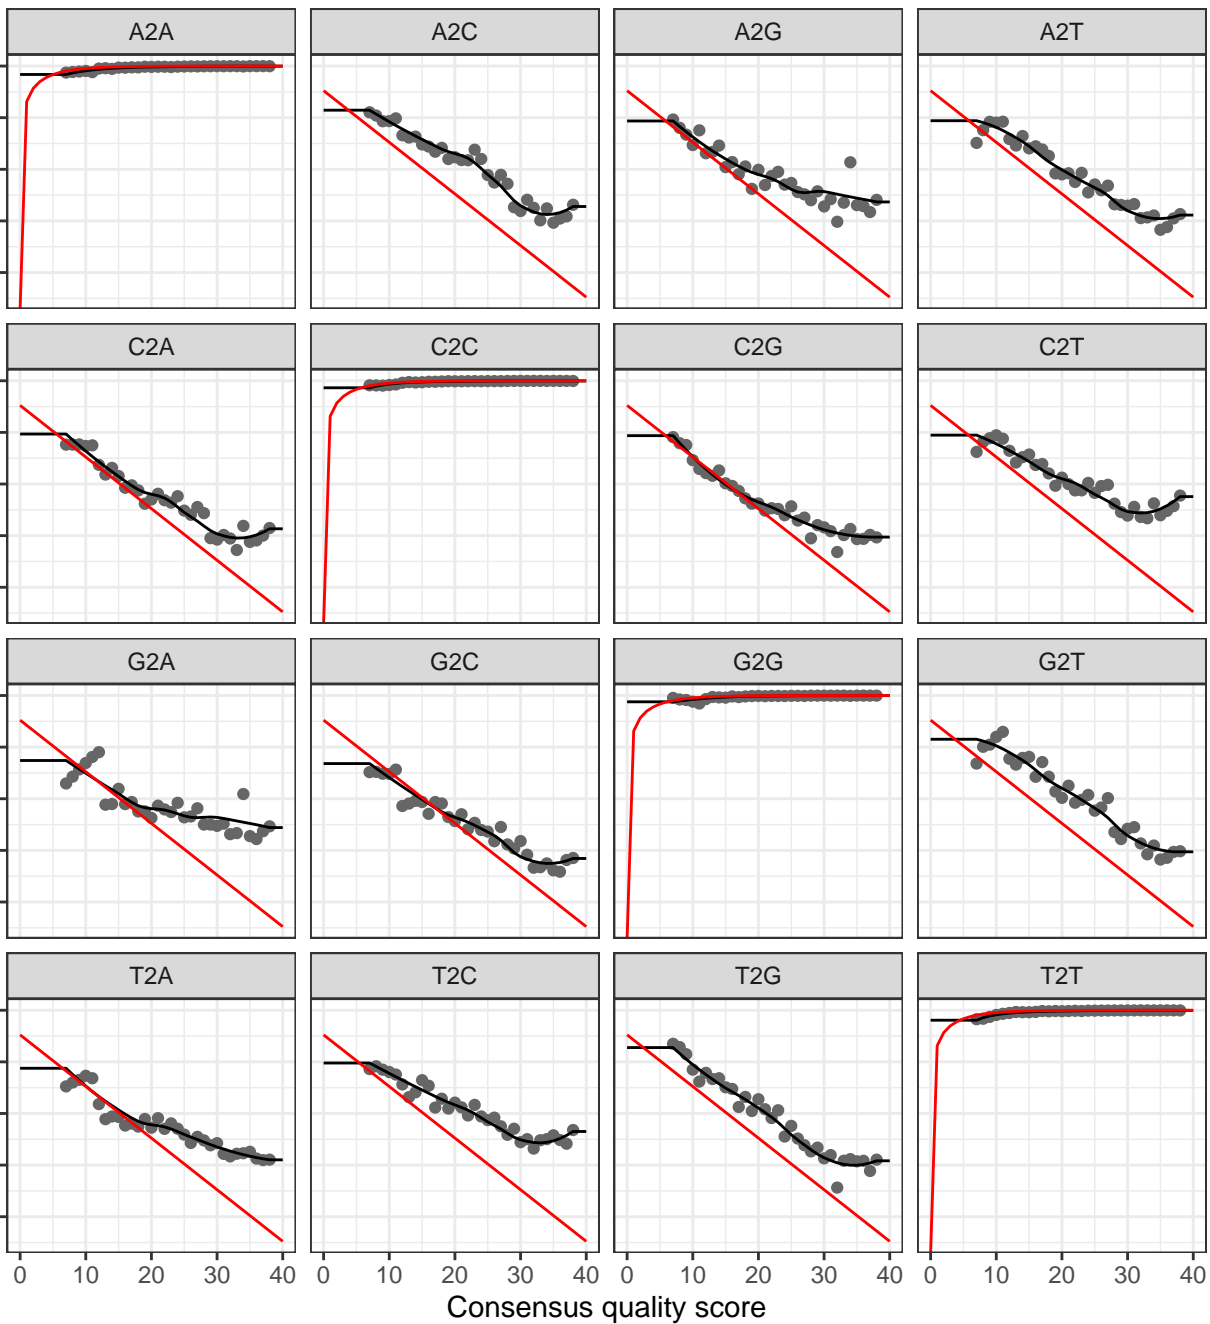 A2A A2C A2G A2T
C2A C2C C2G C2T
G2A G2C G2G G2T
T2A T2C T2G T2T
0 10 20 30 40 0 10 20 30 40 0 10 20 30 40 0 10 20 30 40
Consensus quality score